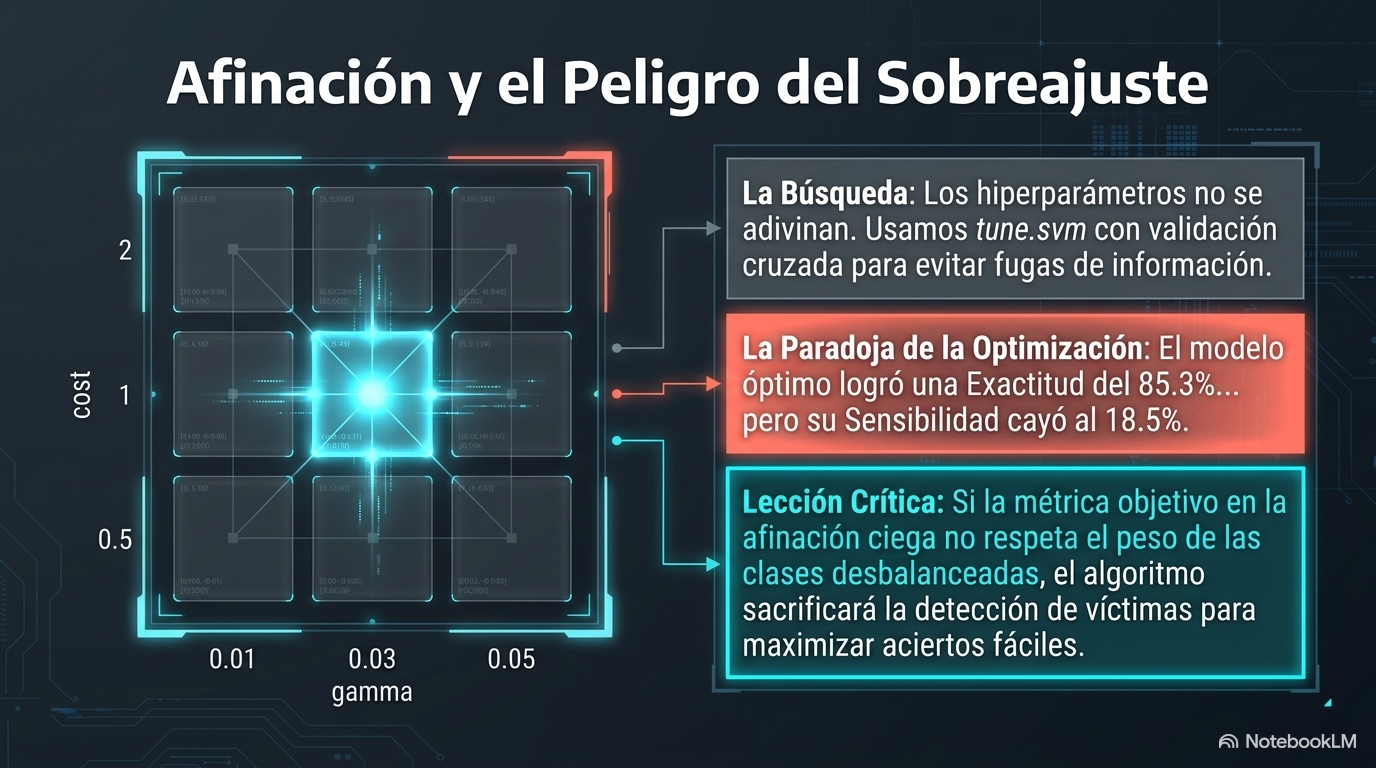 Afinación y el Peligro del Sobreajuste
cost
2
1
0.5
0.01
0.03
0.05
gamma
La Búsqueda: Los hiperparámetros no se
adivinan. Usamos tune.svm con validación
cruzada para evitar fugas de información.
La Paradoja de la Optimización: El modelo
óptimo logró una Exactitud del 85.3%...
pero su Sensibilidad cayó al 18.5%.
Lección Crítica: Si la métrica objetivo en la
afinación ciega no respeta el peso de las
clases desbalanceadas, el algoritmo
sacrificará la detección de víctimas para
maximizar aciertos fáciles.
NotebookLM